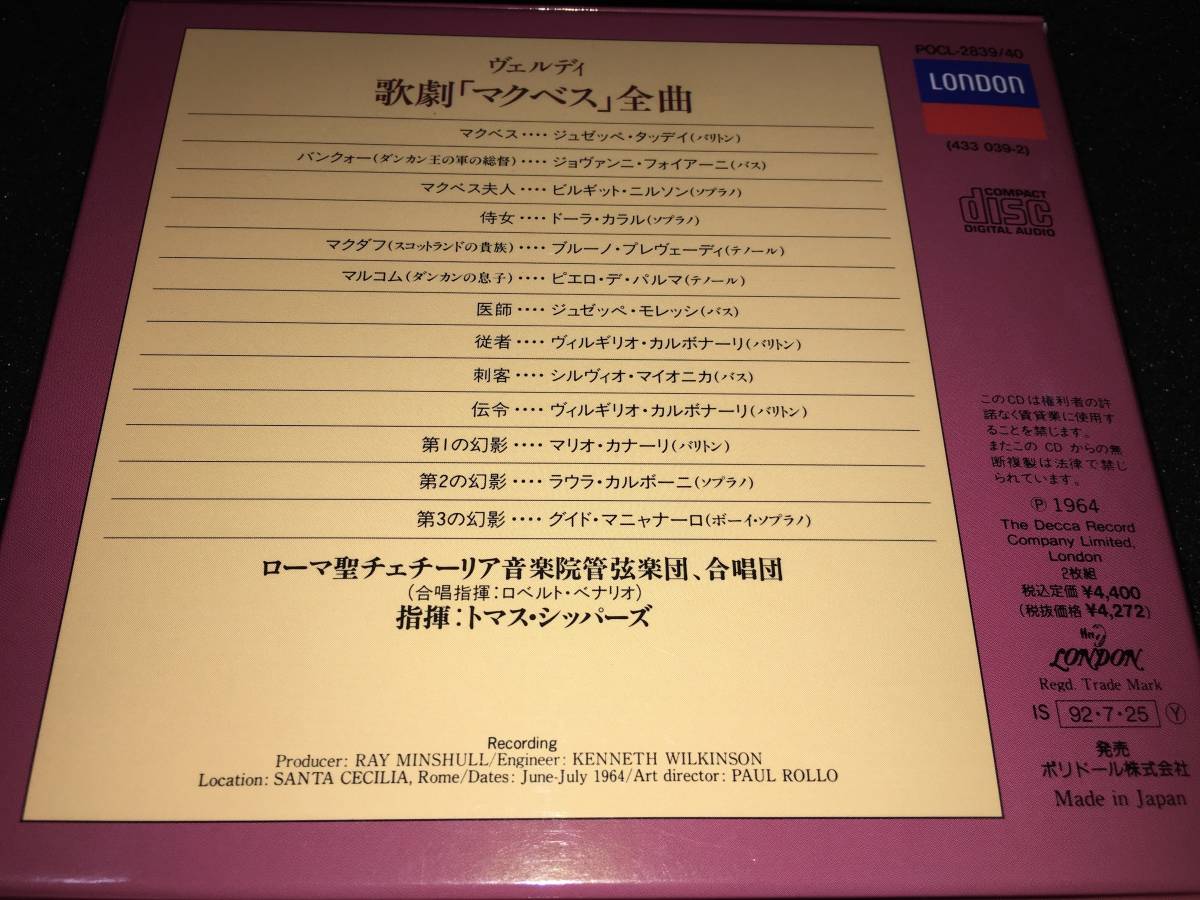 ヴェルディ
歌劇「マクベス」全曲
マクベス‥‥ジュゼッペ・タッデイ(バリトン)
バンクォー(ダンカン王の軍の総督)‥‥ジョヴァンニ・フォイアーニ(バス)
マクベス夫人‥‥ビルギット・ニルソン(ソプラノ)
侍女‥‥ドーラ・カラル(ソプラノ)
マクダフ(スコットランドの貴族)‥‥ブルーノ・プレヴェーディ(テノール)
マルコム(ダンカンの息子)‥‥ピエロ・デ・パルマ(テノール)
医師‥‥ジュゼッペ・モレッシ(バス)
従者‥‥ヴィルギリオ・カルボナーリ(バリトン)
刺客‥‥シルヴィオ・マイオニカ(バス)
伝令‥‥ヴィルギリオ・カルボナーリ(バリトン)
第1の幻影‥‥マリオ・カナーリ(バリトン)
第2の幻影‥‥ラウラ・カルボーニ(ソプラノ)
第3の幻影‥‥グイド・マニャナーロ(ボーイ・ソプラノ)
ローマ聖チェチーリア音楽院管弦楽団、合唱団
(合唱指揮:ロベルト・ベナリオ)
指揮:トマス・シッパーズ
Recording
Producer: RAY MINSHULL/Engineer: KENNETH WILKINSON
Location: SANTA CECILIA, Rome/Dates: June-July 1964/Art director: PAUL ROLLO
POCL-2839/40
LONDON
(433 039-2)
COMPACT
disc
DIGITAL AUDIO
このCDは権利者の許
諾なく賃貸業に使用す
ることを禁じます。
またこの CD からの無
断複製は法律で禁じ
られています。
Ⓟ 1964
The Decca Record
Company Limited,
London
2枚組
税込定価 ¥4,400
(税抜価格 ¥4,272)
LONDON
Regd. Trade Mark
IS 92・7・25 Ⓨ
発売
ポリドール株式会社
Made in Japan